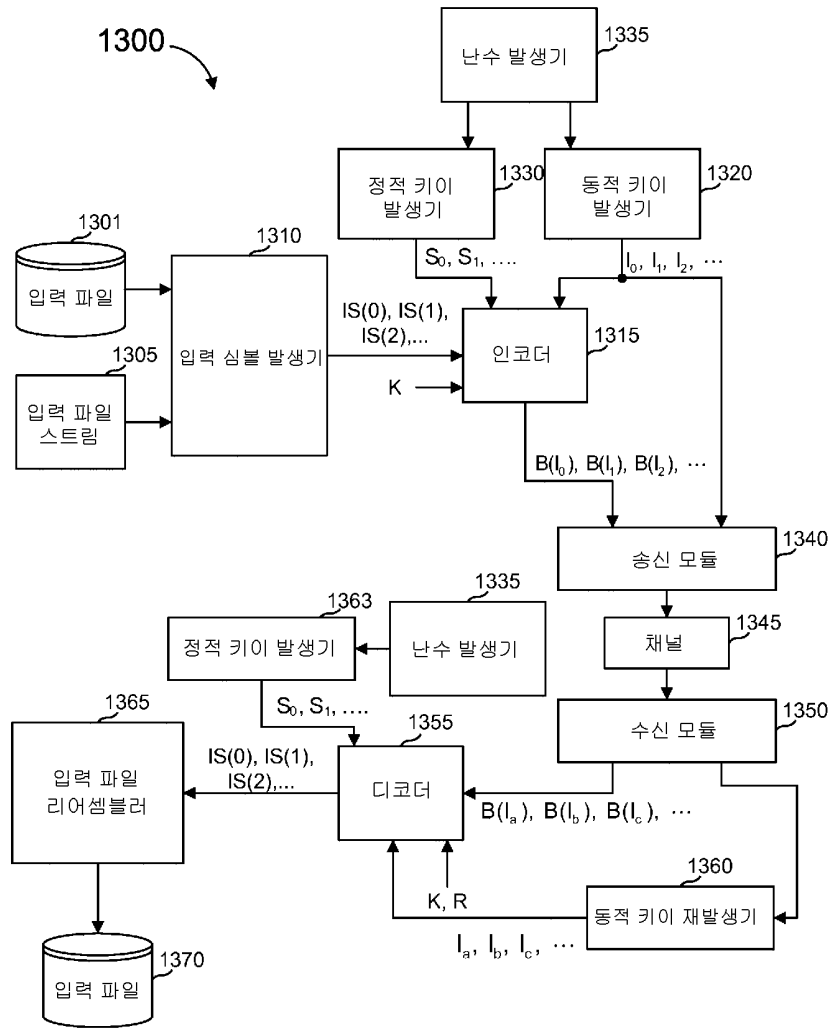 1300
1335
난수 발생기
1330
정적 키이
발생기
1320
동적 키이
발생기
S0, S1, ....
I0, I1, I2, ...
1301
입력 파일
1305
입력 파일
스트림
1310
입력 심볼 발생기
IS(0), IS(1),
IS(2),...
K
인코더
1315
B(I0), B(I1), B(I2), ...
송신 모듈
1340
채널
1345
수신 모듈
1350
1363
정적 키이 발생기
1335
난수 발생기
S0, S1, ....
1355
디코더
1365
입력 파일
리어셈블러
IS(0), IS(1),
IS(2),...
B(Ia), B(Ib), B(Ic), ...
K, R
1360
동적 키이 재발생기
Ia, Ib, Ic, ...
입력 파일
1370